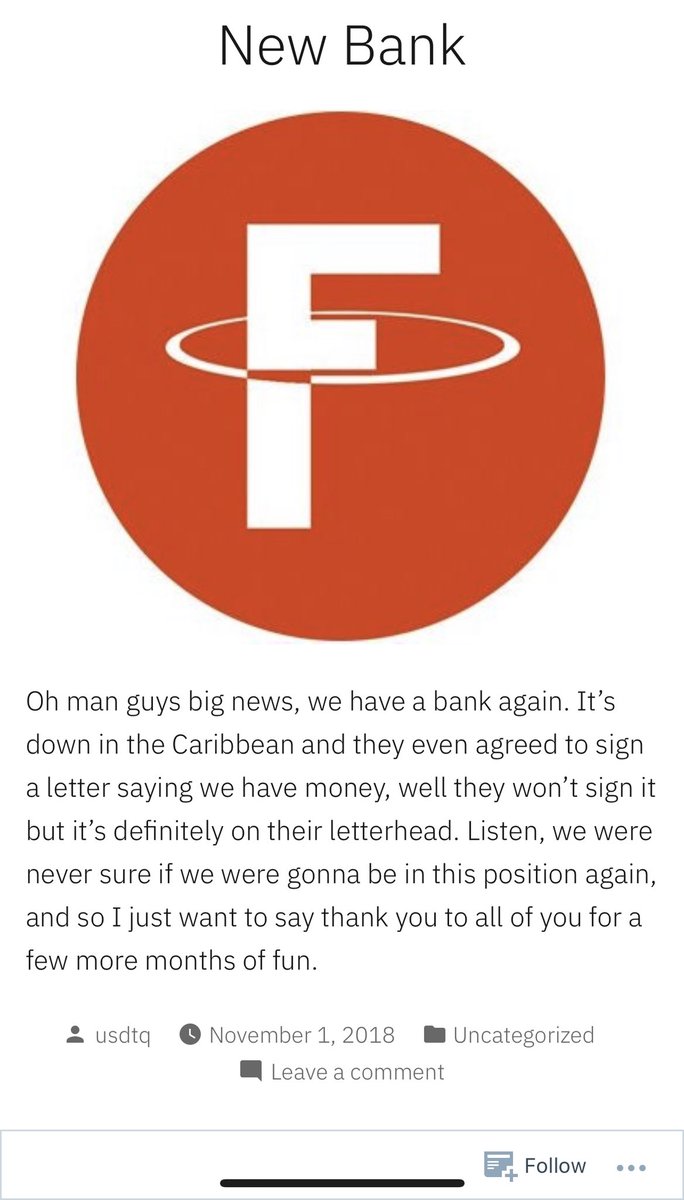 New Bank
F
Oh man guys big news, we have a bank again. It’s
down in the Caribbean and they even agreed to sign
a letter saying we have money, well they won’t sign it
but it’s definitely on their letterhead. Listen, we were
never sure if we were gonna be in this position again,
and so I just want to say thank you to all of you for a
few more months of fun.
usdtq November 1, 2018 Uncategorized
Leave a comment
Follow